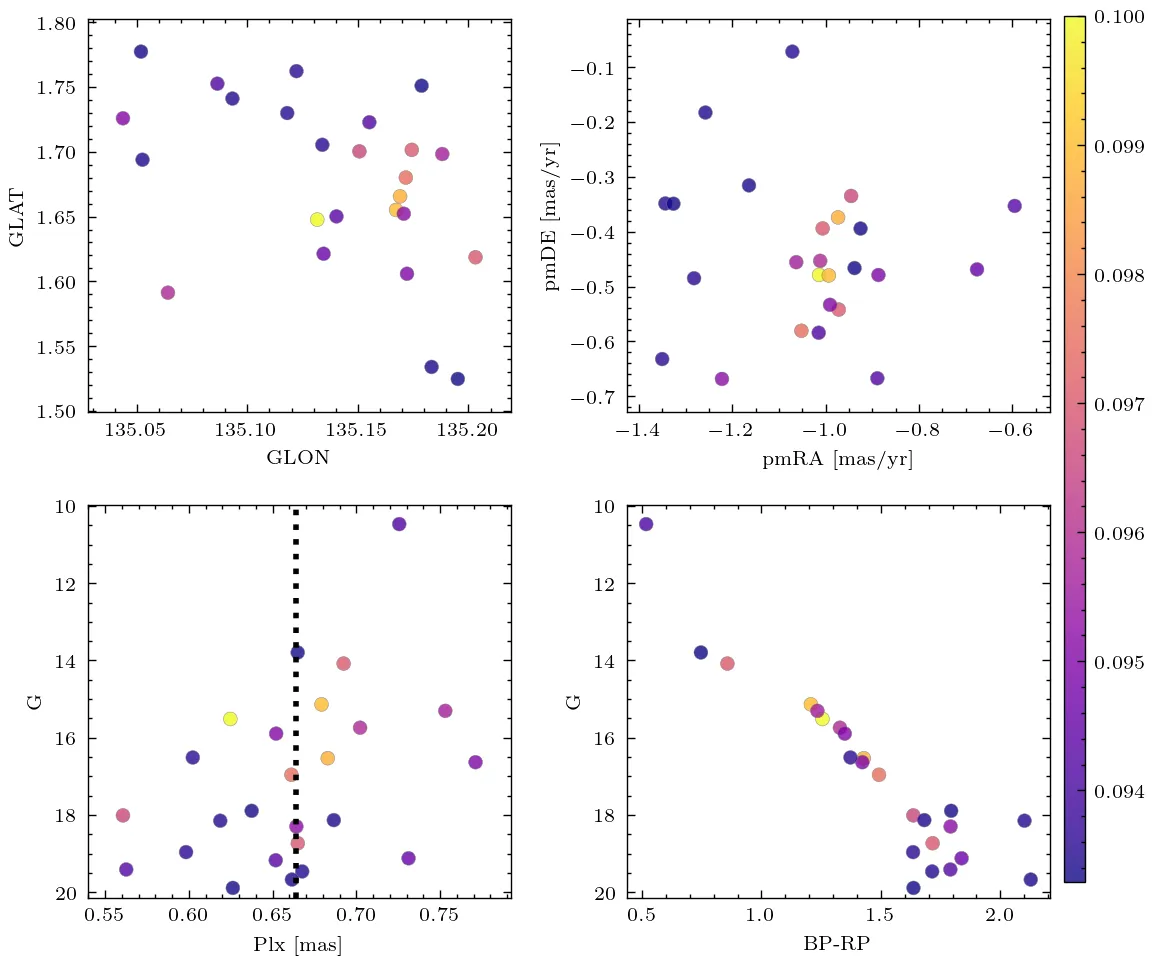 1.80
1.75
1.70
1.65
1.60
1.55
1.50
GLAT
135.05 135.10 135.15 135.20
GLON
−0.1
−0.2
−0.3
−0.4
−0.5
−0.6
−0.7
pmDE [mas/yr]
−1.4 −1.2 −1.0 −0.8 −0.6
pmRA [mas/yr]
10
12
14
16
18
20
G
0.55 0.60 0.65 0.70 0.75
Plx [mas]
10
12
14
16
18
20
G
0.5 1.0 1.5 2.0
BP-RP
0.100
0.099
0.098
0.097
0.096
0.095
0.094